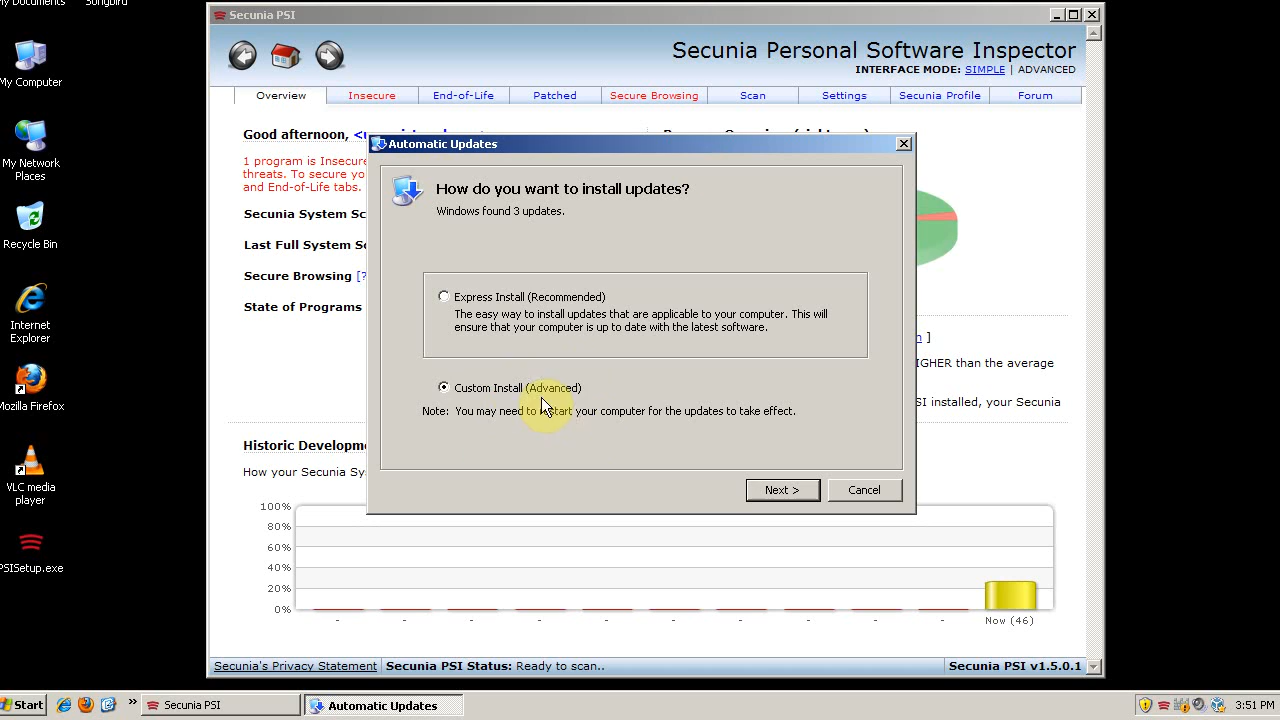 My Documents
Songbird
Secunia PSI
Secunia Personal Software Inspector
INTERFACE MODE: SIMPLE | ADVANCED
Overview
Insecure
End-of-Life
Patched
Secure Browsing
Scan
Settings
Secunia Profile
Forum
My Computer
My Network
Places
Recycle Bin
Internet
Explorer
Mozilla Firefox
VLC media
player
PSISetup.exe
Good afternoon,
1 program is Insecure
threats. To secure yo
and End-of-Life tabs.
Secunia System Sc
Last Full System Sc
Secure Browsing [?
State of Programs
]
IGHER than the average
SI installed, your Secunia
Automatic Updates
How do you want to install updates?
Windows found 3 updates.
Express Install (Recommended)
The easy way to install updates that are applicable to your computer. This will
ensure that your computer is up to date with the latest software.
Custom Install (Advanced)
Note: You may need to restart your computer for the updates to take effect.
Next >
Cancel
Historic Developm
How your Secunia Sy
100%
80%
60%
40%
20%
0%
- - - - - - - - - - Now (46)
Secunia's Privacy Statement
Secunia PSI Status: Ready to scan..
Secunia PSI v1.5.0.1
Start
Secunia PSI
Automatic Updates
3:51 PM